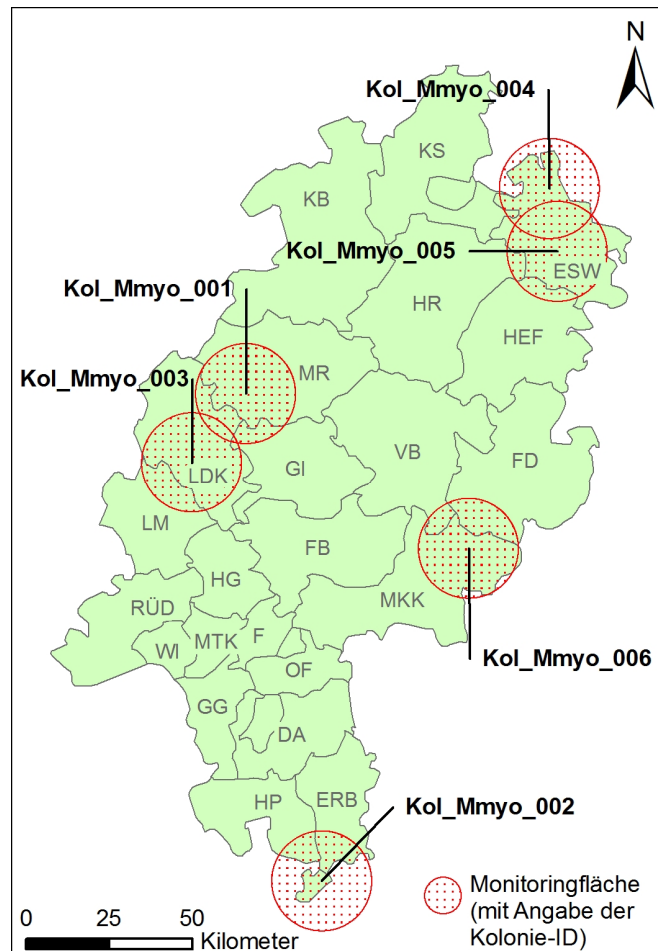 N
Kol_Mmyo_004
KS
KB
Kol_Mmyo_005
ESW
Kol_Mmyo_001
HR
HEF
Kol_Mmyo_003
MR
VB
FD
GI
LDK
LM
FB
HG
MKK
RÜD
MTK
F
WI
Kol_Mmyo_006
OF
GG
DA
HP
ERB
Kol_Mmyo_002
Monitoringfläche
(mit Angabe der
Kolonie-ID)
0 25 50
Kilometer